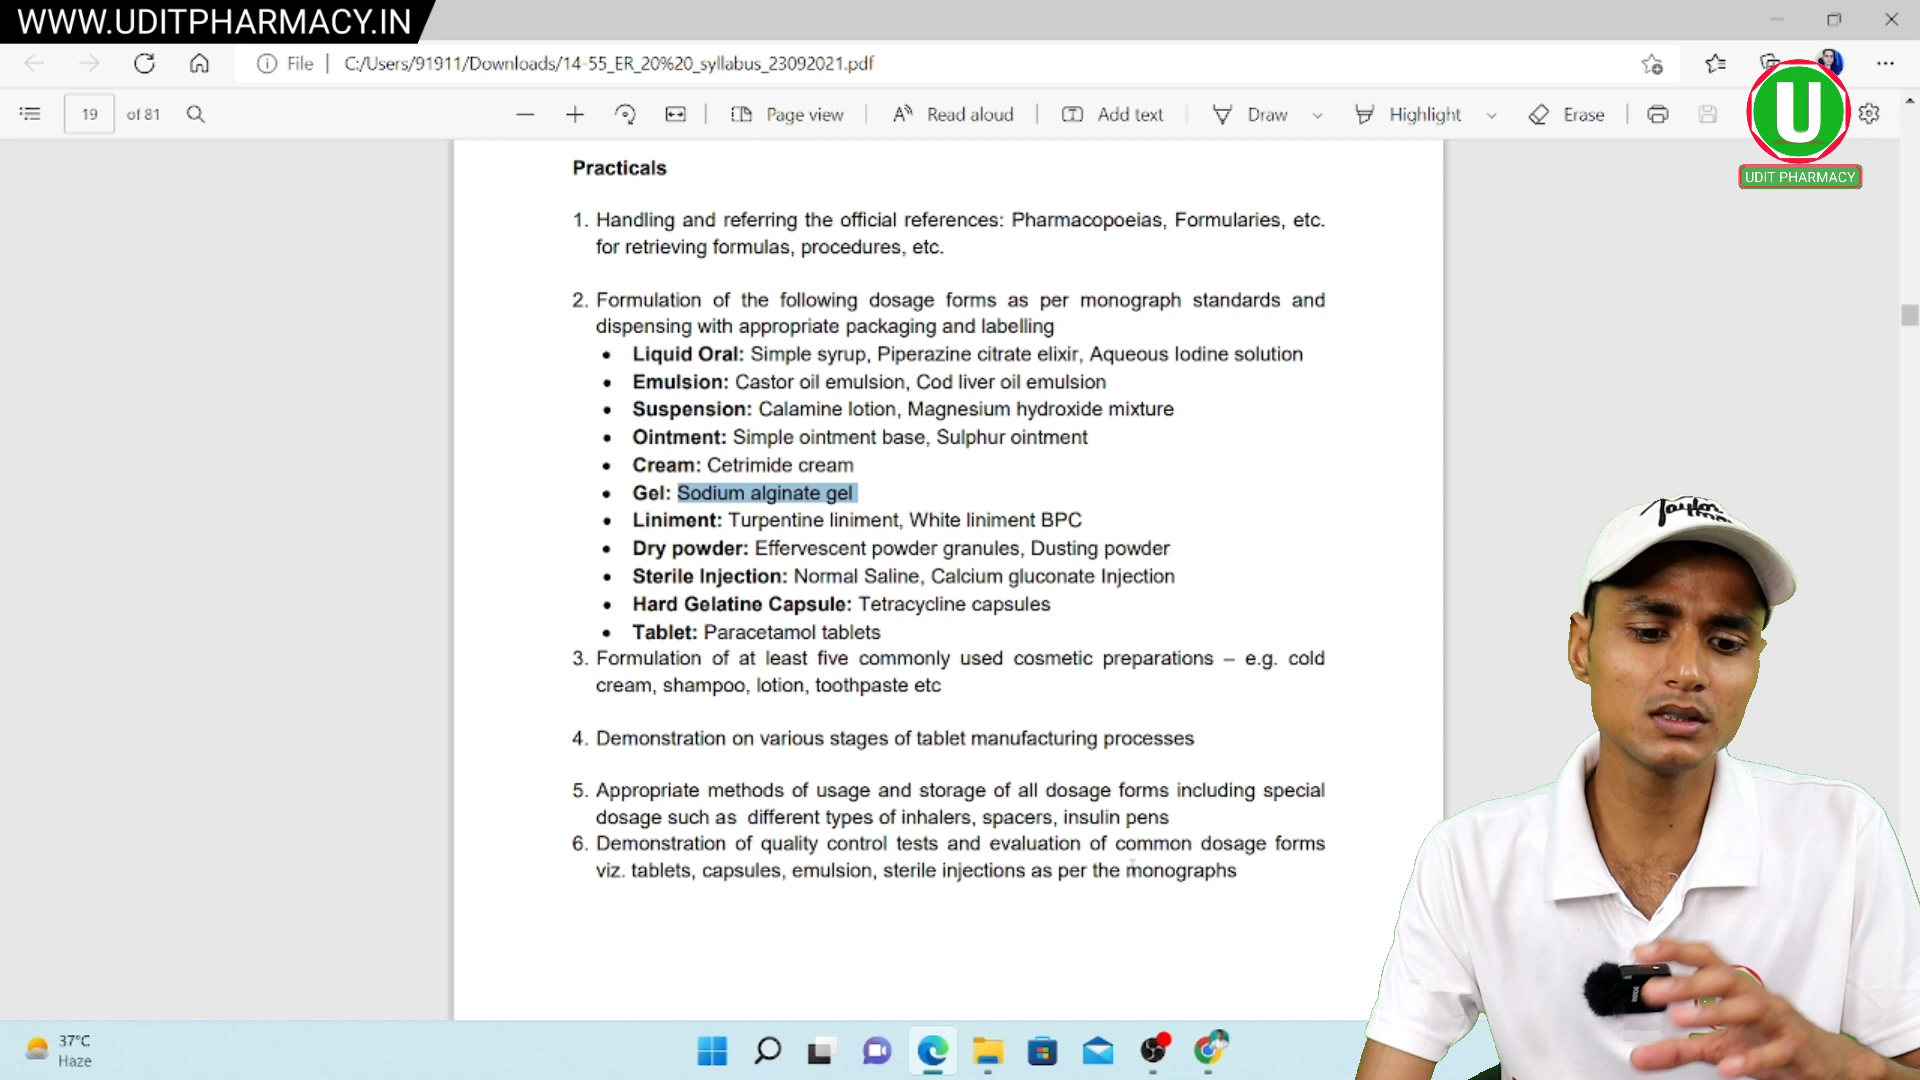 WWW.UDITPHARMACY.IN
File
C:/Users/91911/Downloads/14-55_ER_20%20_syllabus_23092021.pdf
19 of 81
Page view
Read aloud
Add text
Draw
Highlight
Erase
U
UDIT PHARMACY
Practicals
1. Handling and referring the official references: Pharmacopoeias, Formularies, etc.
for retrieving formulas, procedures, etc.
2. Formulation of the following dosage forms as per monograph standards and
dispensing with appropriate packaging and labelling
• Liquid Oral: Simple syrup, Piperazine citrate elixir, Aqueous Iodine solution
• Emulsion: Castor oil emulsion, Cod liver oil emulsion
• Suspension: Calamine lotion, Magnesium hydroxide mixture
• Ointment: Simple ointment base, Sulphur ointment
• Cream: Cetrimide cream
• Gel: Sodium alginate gel
• Liniment: Turpentine liniment, White liniment BPC
• Dry powder: Effervescent powder granules, Dusting powder
• Sterile Injection: Normal Saline, Calcium gluconate Injection
• Hard Gelatine Capsule: Tetracycline capsules
• Tablet: Paracetamol tablets
3. Formulation of at least five commonly used cosmetic preparations – e.g. cold
cream, shampoo, lotion, toothpaste etc
4. Demonstration on various stages of tablet manufacturing processes
5. Appropriate methods of usage and storage of all dosage forms including special
dosage such as different types of inhalers, spacers, insulin pens
6. Demonstration of quality control tests and evaluation of common dosage forms
viz. tablets, capsules, emulsion, sterile injections as per the monographs
Taylor
37°C
Haze